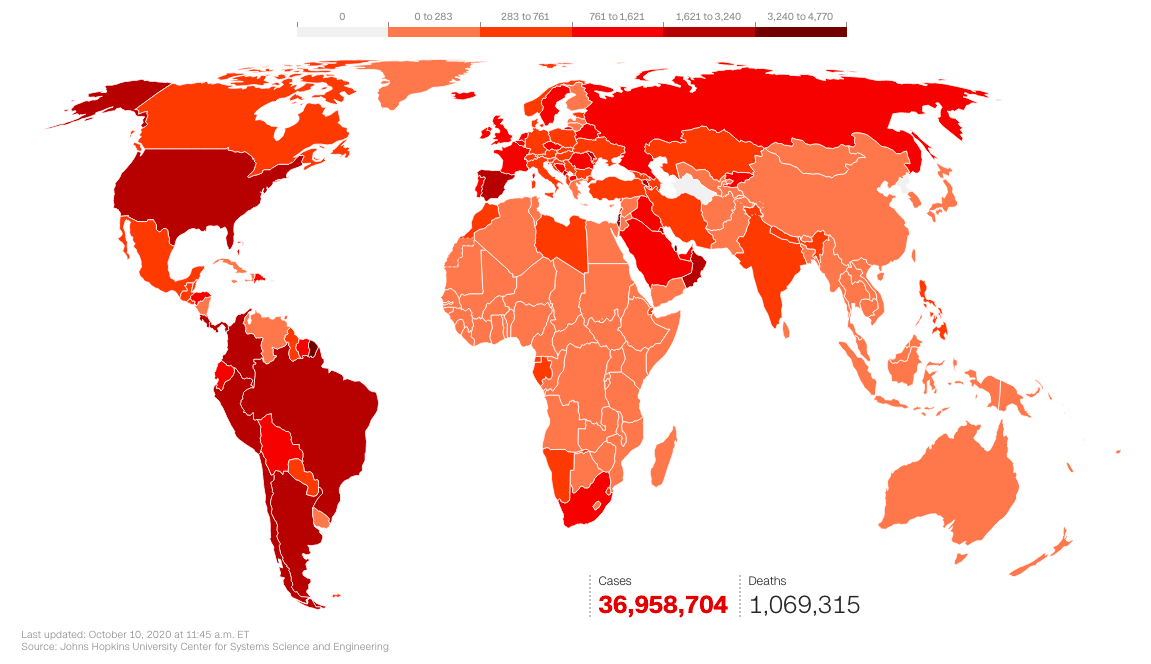 0
0 to 283
283 to 761
761 to 1,621
1,621 to 3,240
3,240 to 4,770
Cases
36,958,704
Deaths
1,069,315
Last updated: October 10, 2020 at 11:45 a.m. ET
Source: Johns Hopkins University Center for Systems Science and Engineering